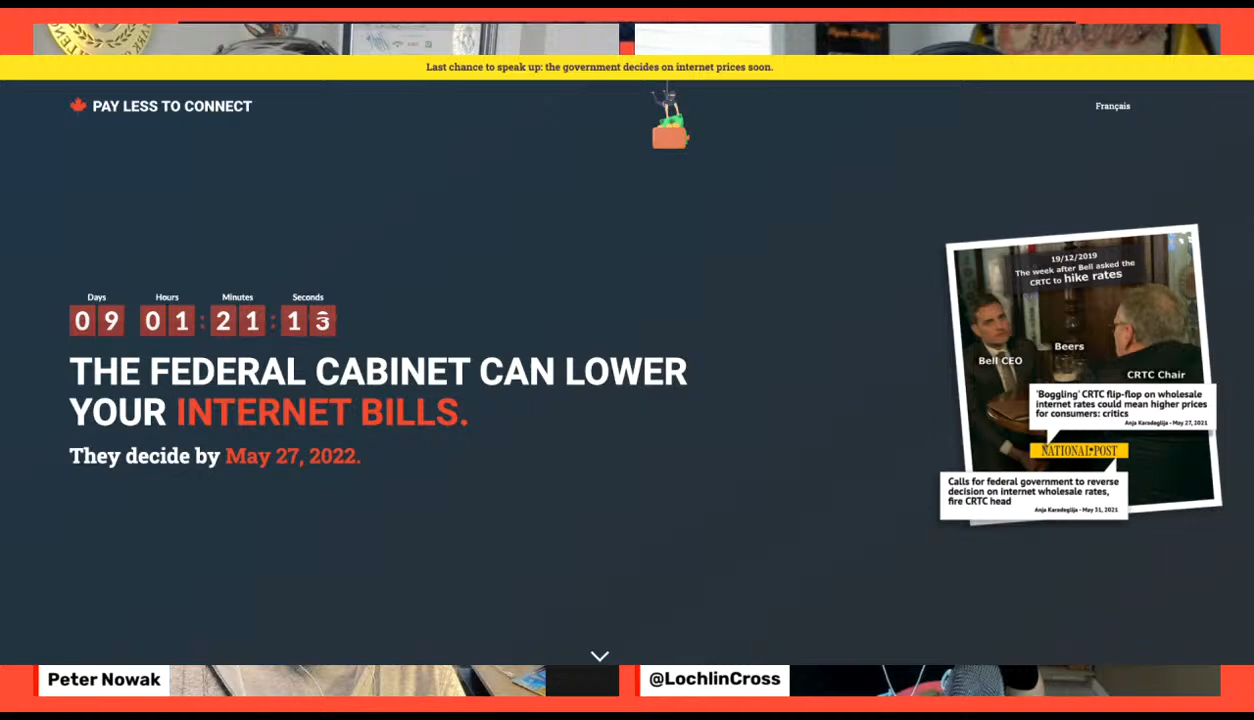 Last chance to speak up: the government decides on internet prices soon.
PAY LESS TO CONNECT
Français
Days Hours Minutes Seconds
09 01 : 21 : 13
THE FEDERAL CABINET CAN LOWER
YOUR INTERNET BILLS.
They decide by May 27, 2022.
19/12/2019
The week after Bell asked the
CRTC to hike rates
Beers
Bell CEO
CRTC Chair
'Boggling' CRTC flip-flop on wholesale
internet rates could mean higher prices
for consumers: critics
Anja Karadeglija - May 27, 2021
NATIONAL POST
Calls for federal government to reverse
decision on internet wholesale rates,
fire CRTC head
Anja Karadeglija - May 31, 2021
Peter Nowak
@LochlinCross